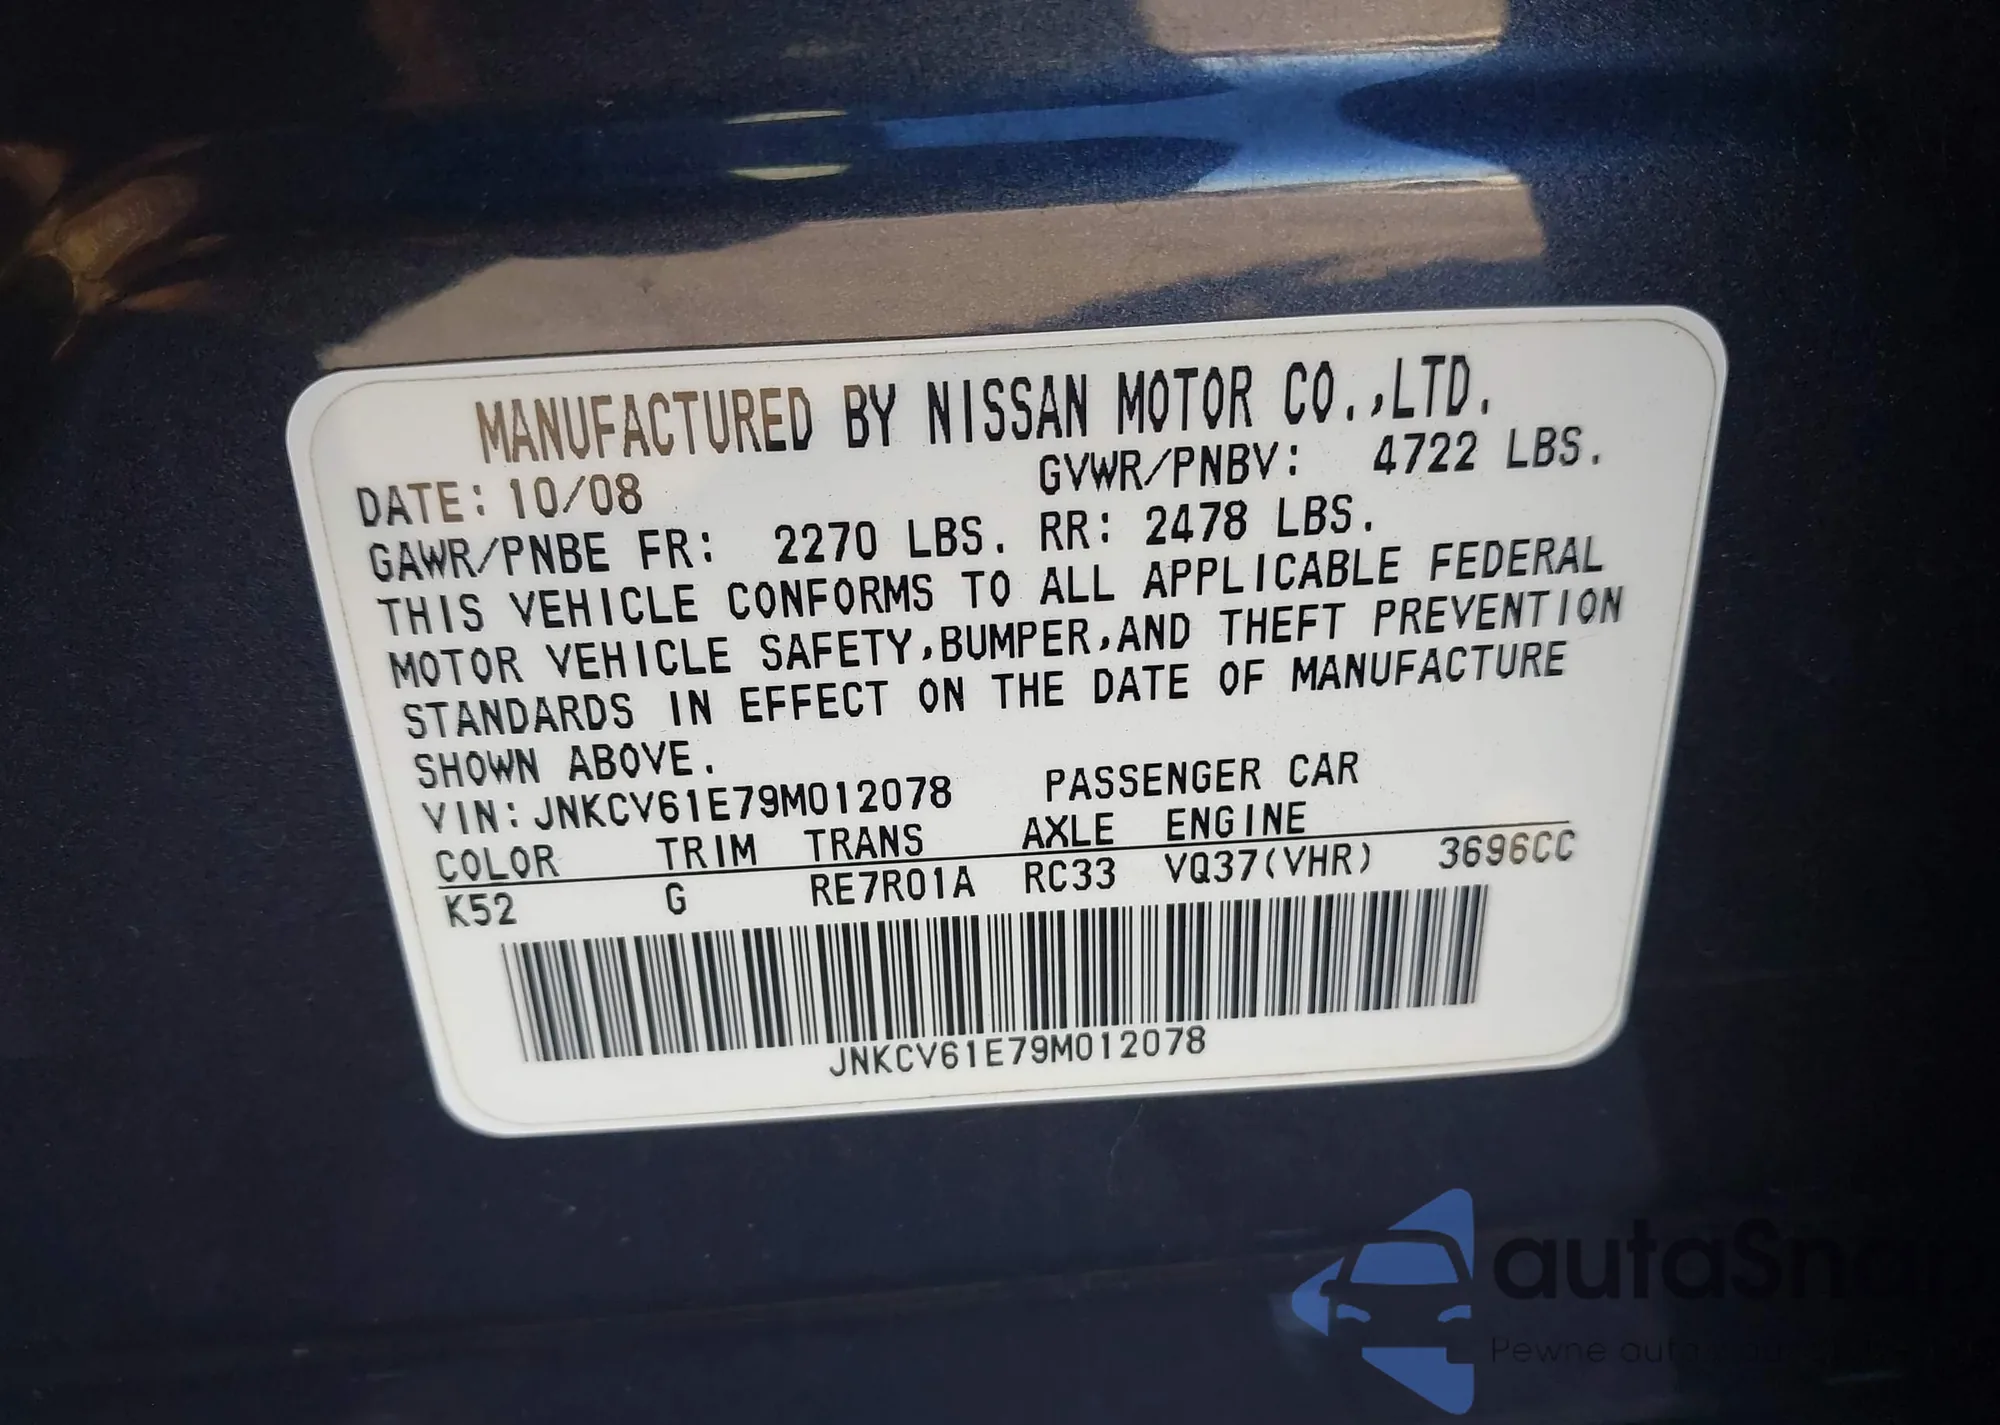 MANUFACTURED BY NISSAN MOTOR CO.,LTD.
DATE: 10/08 GVWR/PNBV: 4722 LBS.
GAWR/PNBE FR: 2270 LBS. RR: 2478 LBS.
THIS VEHICLE CONFORMS TO ALL APPLICABLE FEDERAL
MOTOR VEHICLE SAFETY,BUMPER,AND THEFT PREVENTION
STANDARDS IN EFFECT ON THE DATE OF MANUFACTURE
SHOWN ABOVE.
VIN: JNKCV61E79M012078 PASSENGER CAR
COLOR TRIM TRANS AXLE ENGINE
K52 G RE7R01A RC33 VQ37(VHR) 3696CC
JNKCV61E79M012078
autaSnap
Pewne auta